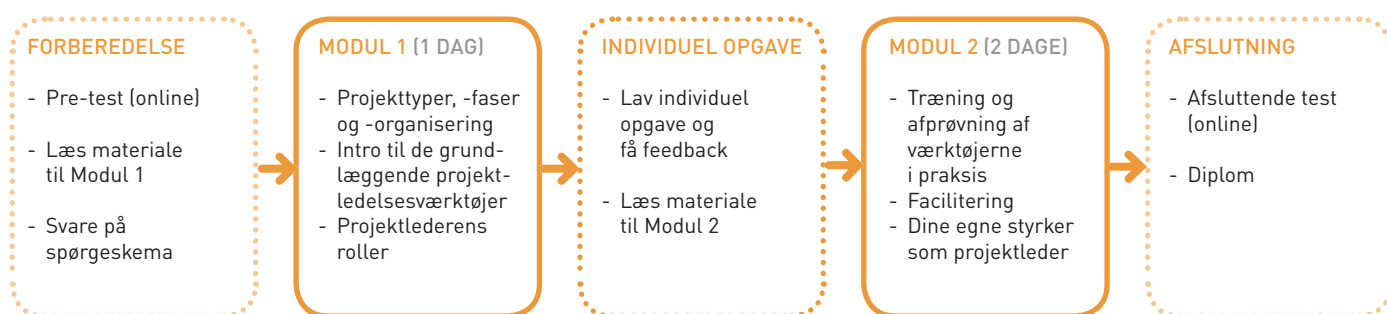 FORBEREDELSE
- Pre-test (online)
- Læs materiale
til Modul 1
- Svare på
spørgeskema
MODUL 1 (1 DAG)
- Projekttyper, -faser
og -organisering
- Intro til de grund-
læggende projekt-
ledelsesværktøjer
- Projektlederens
roller
INDIVIDUEL OPGAVE
- Lav individuel
opgave og
få feedback
- Læs materiale
til Modul 2
MODUL 2 (2 DAGE)
- Træning og
afprøvning af
værktøjerne
i praksis
- Facilitering
- Dine egne styrker
som projektleder
AFSLUTNING
- Afsluttende test
(online)
- Diplom